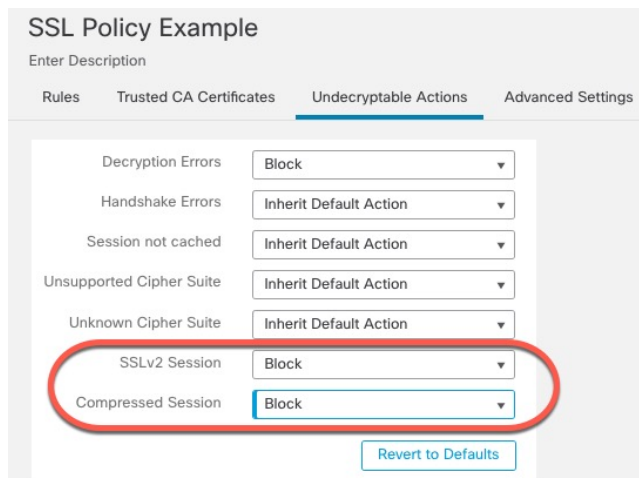 SSL Policy Example
Enter Description
Rules Trusted CA Certificates Undecryptable Actions Advanced Settings
Decryption Errors Block
Handshake Errors Inherit Default Action
Session not cached Inherit Default Action
Unsupported Cipher Suite Inherit Default Action
Unknown Cipher Suite Inherit Default Action
SSLv2 Session Block
Compressed Session Block
Revert to Defaults